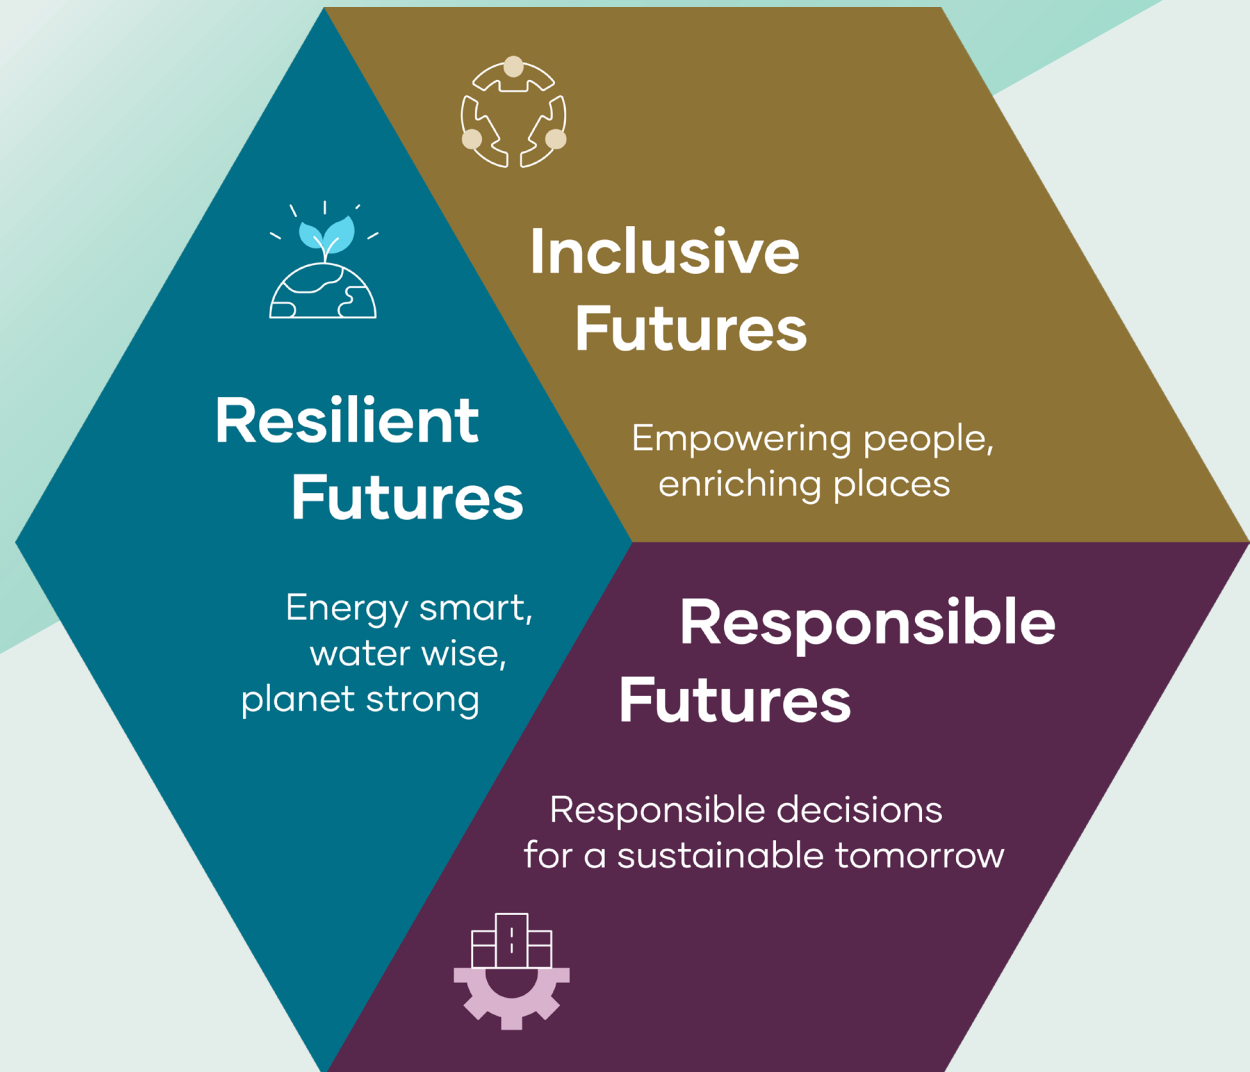 Inclusive
Futures
Empowering people,
enriching places
Resilient
Futures
Energy smart,
water wise,
planet strong
Responsible
Futures
Responsible decisions
for a sustainable tomorrow